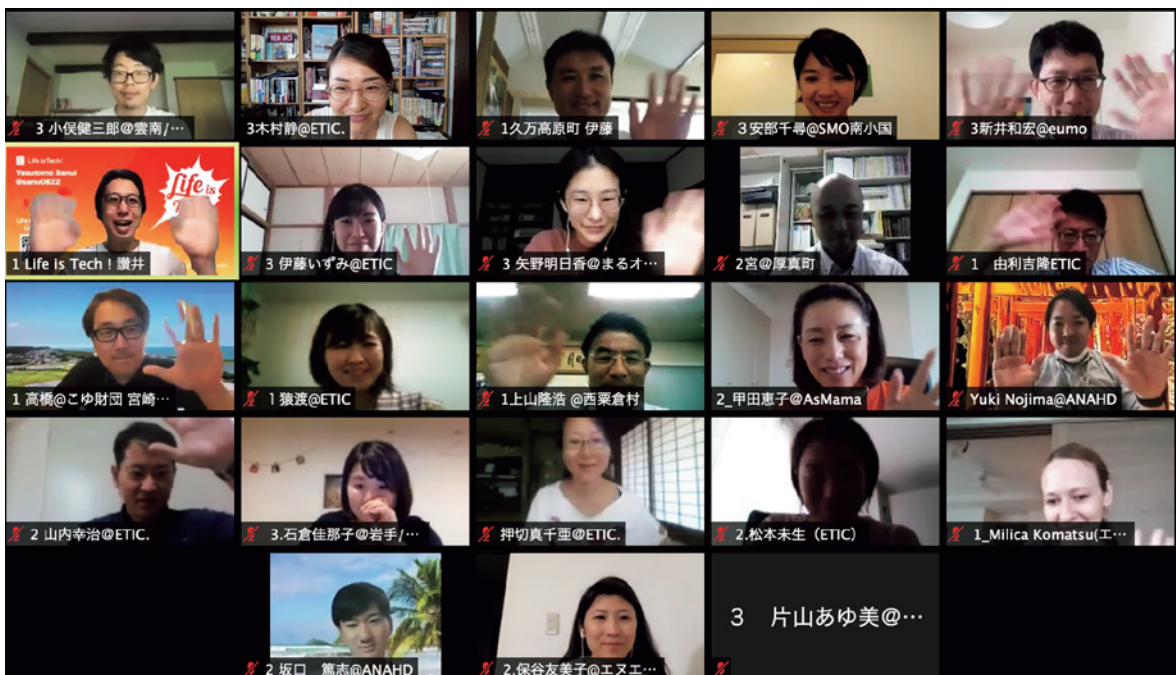 3 小俣健三郎@雲南/…
3木村静@ETIC.
1久万高原町 伊藤
3安部千尋@SMO南小国
3新井和宏@eumo
Life is Tech!
Yasutomo Sanui
@sanu0822
Life is
1 Life is Tech ! 讃井
3 伊藤いずみ@ETIC
3 矢野明日香@まるオ…
2宮@厚真町
1 由利吉隆ETIC
1 高橋@こゆ財団 宮崎…
1猿渡@ETIC
1上山隆浩 @西粟倉村
2_甲田恵子@AsMama
Yuki Nojima@ANAHD
2 山内幸治@ETIC.
3.石倉佳那子@岩手/…
押切真千亜@ETIC.
2.松本未生（ETIC）
1_Milica Komatsu(エ…
2 坂口 篤志@ANAHD
2.保谷友美子@エヌエ…
3 片山あゆ美@…